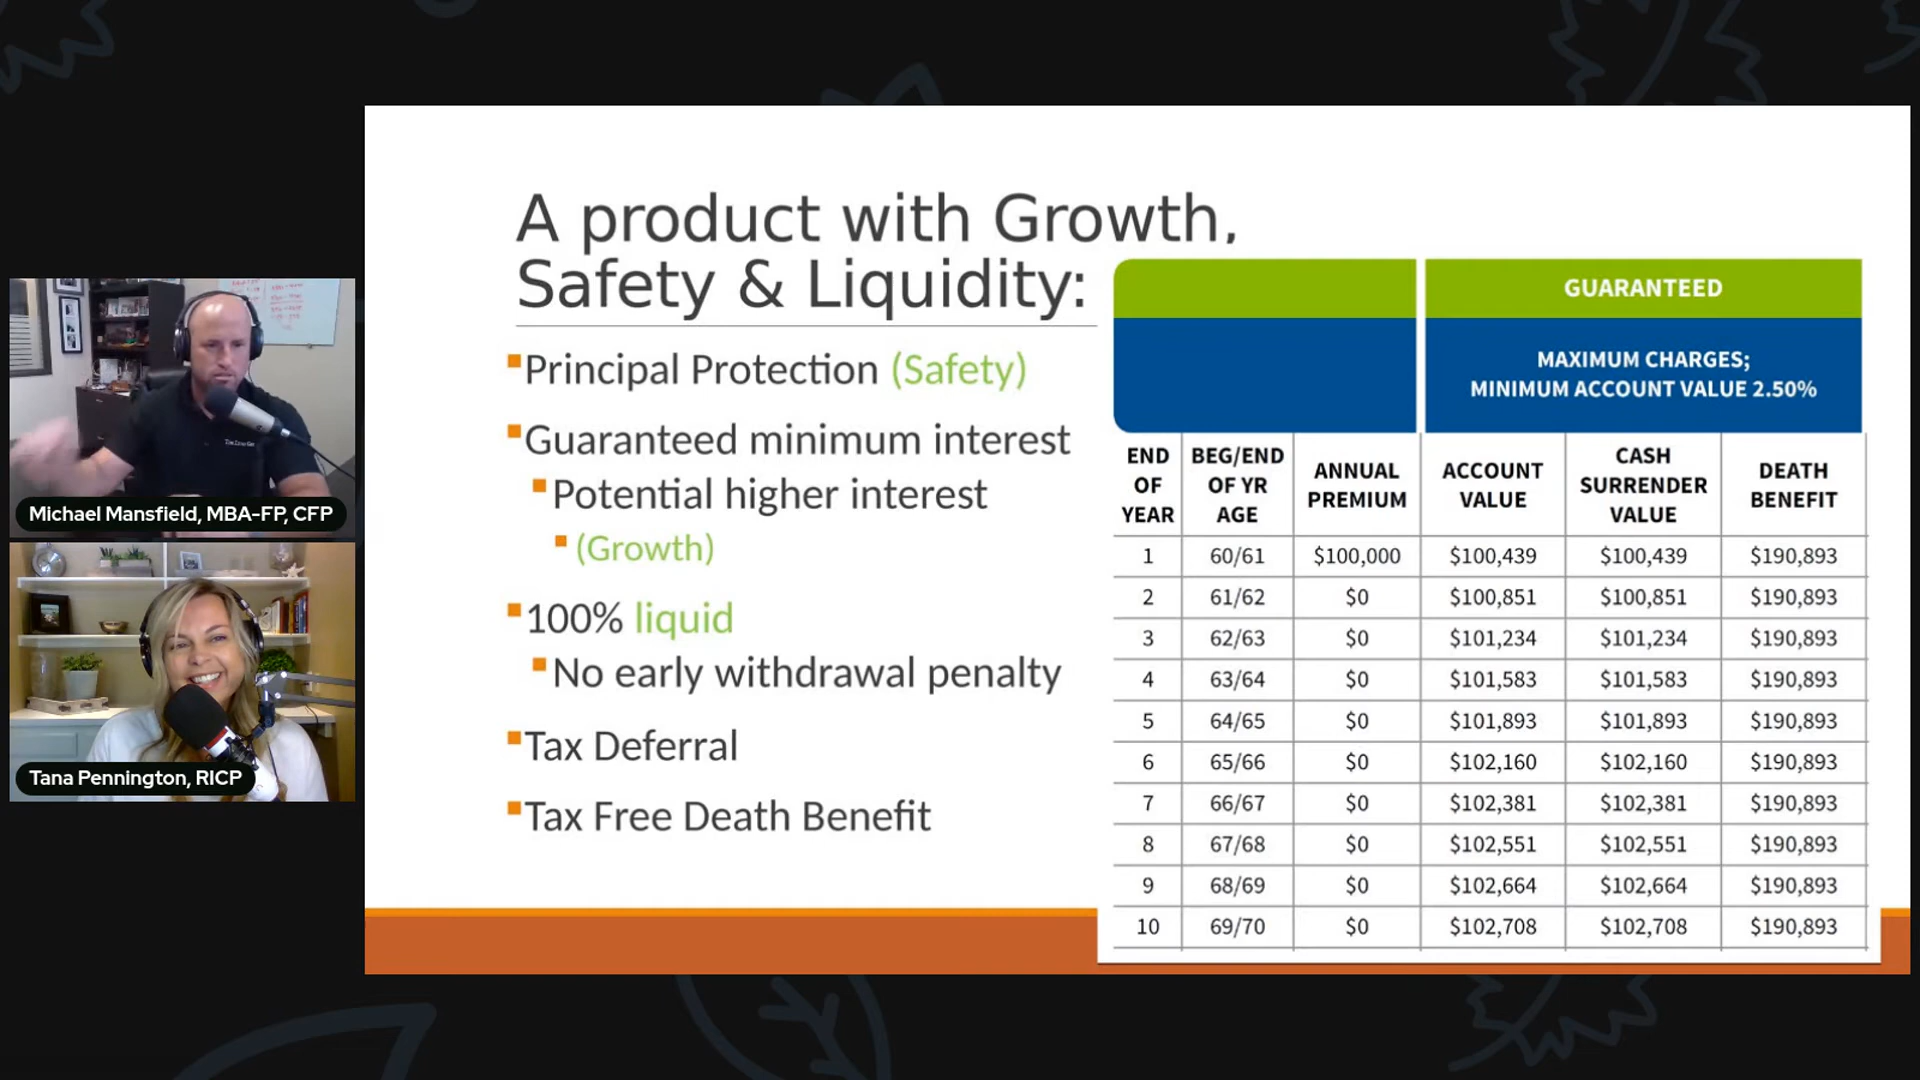 A product with Growth,
Safety & Liquidity:
Principal Protection (Safety)
Guaranteed minimum interest
Potential higher interest
(Growth)
100% liquid
No early withdrawal penalty
Tax Deferral
Tax Free Death Benefit
GUARANTEED
MAXIMUM CHARGES;
MINIMUM ACCOUNT VALUE 2.50%
END OF YEAR BEG/END OF YR AGE ANNUAL PREMIUM ACCOUNT VALUE CASH SURRENDER VALUE DEATH BENEFIT
1 60/61 $100,000 $100,439 $100,439 $190,893
2 61/62 $0 $100,851 $100,851 $190,893
3 62/63 $0 $101,234 $101,234 $190,893
4 63/64 $0 $101,583 $101,583 $190,893
5 64/65 $0 $101,893 $101,893 $190,893
6 65/66 $0 $102,160 $102,160 $190,893
7 66/67 $0 $102,381 $102,381 $190,893
8 67/68 $0 $102,551 $102,551 $190,893
9 68/69 $0 $102,664 $102,664 $190,893
10 69/70 $0 $102,708 $102,708 $190,893
Michael Mansfield, MBA-FP, CFP
Tana Pennington, RICP